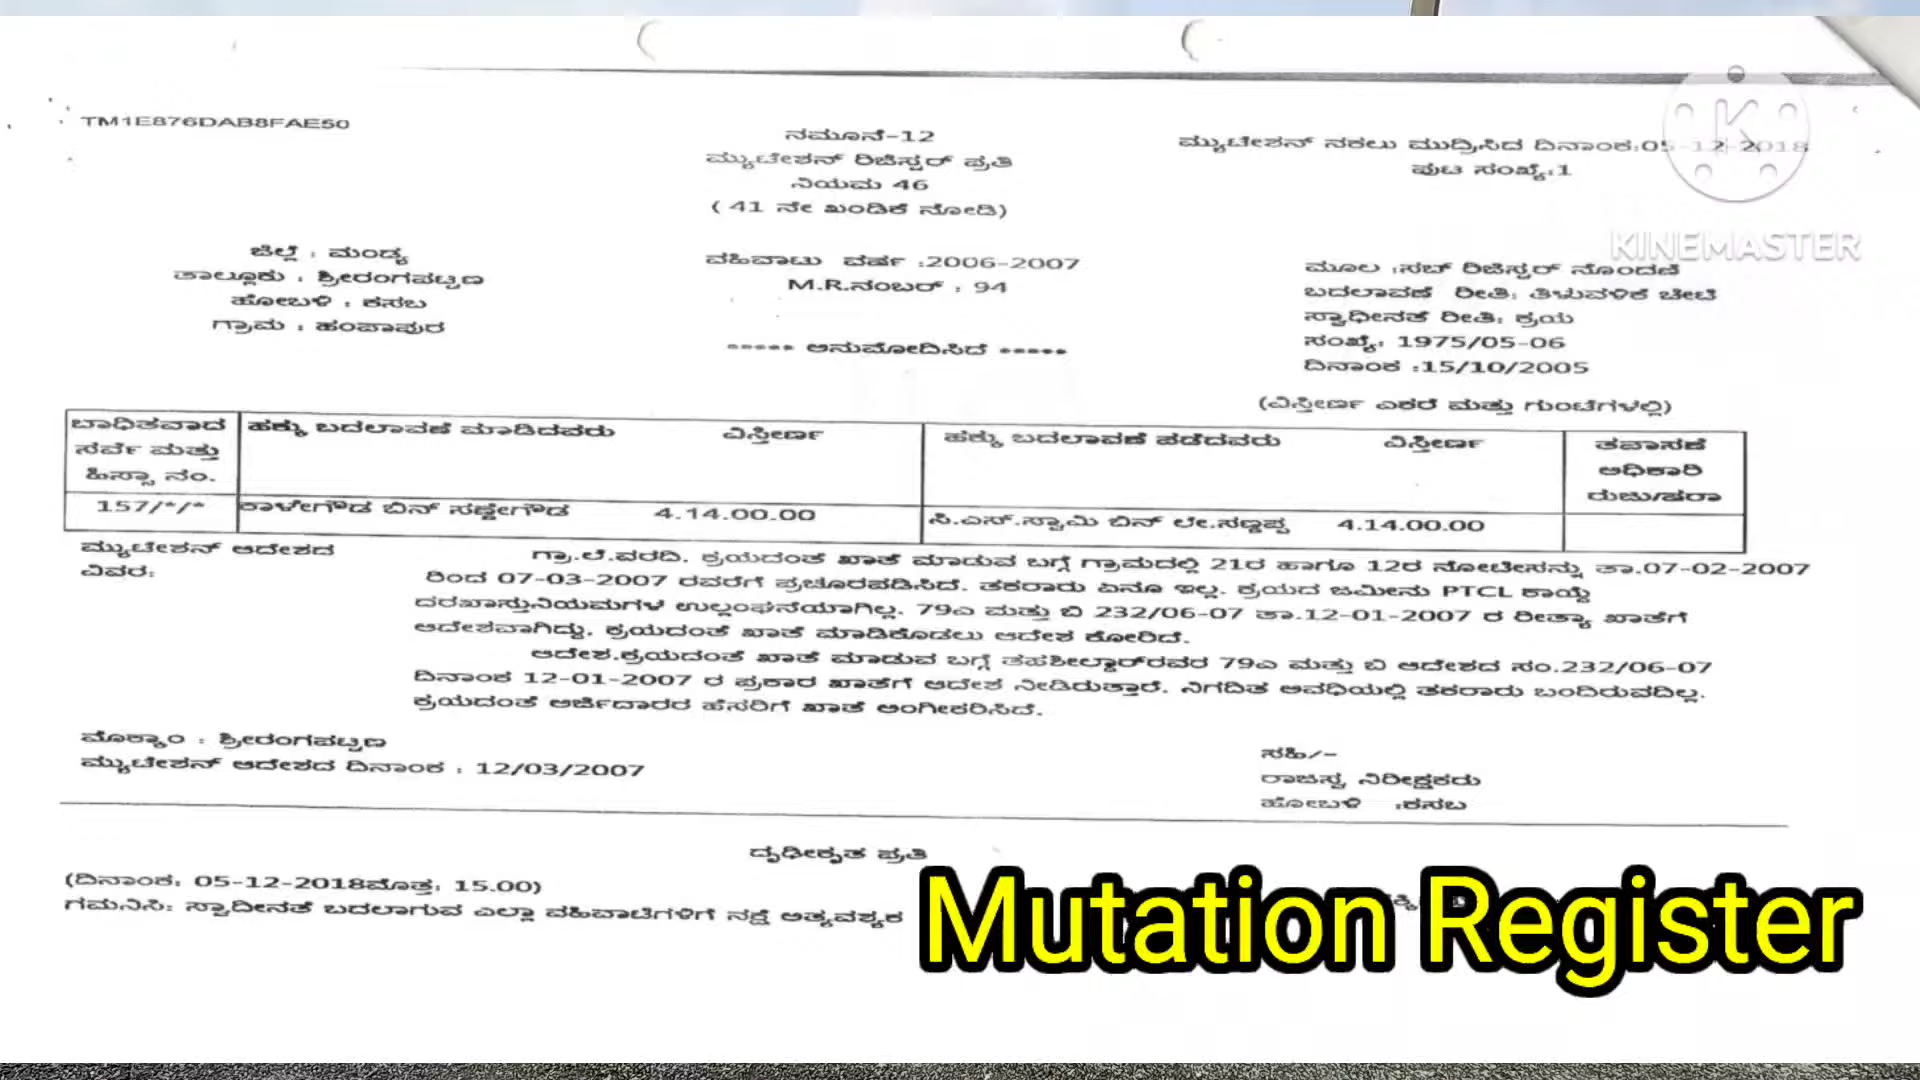 TM1E876DAB8FAE50
ನಮೂನೆ-12
ಮ್ಯುಟೇಶನ್ ರಿಜಿಸ್ಟರ್ ಪ್ರತಿ
ನಿಯಮ 46
( 41 ನೇ ಖಂಡಿಕೆ ನೋಡಿ)
ಮ್ಯುಟೇಶನ್ ನಕಲು ಮುದ್ರಿಸಿದ ದಿನಾಂಕ:05-12-2018
ಪುಟ ಸಂಖ್ಯೆ:1
KINEMASTER
ಜಿಲ್ಲೆ : ಮಂಡ್ಯ
ತಾಲ್ಲೂಕು : ಶ್ರೀರಂಗಪಟ್ಟಣ
ಹೋಬಳಿ : ಕಸಬ
ಗ್ರಾಮ : ಹಂಪಾಪುರ
ವಹಿವಾಟು ವರ್ಷ :2006-2007
M.R.ನಂಬರ್ : 94
***** ಅನುಮೋದಿಸಿದೆ *****
ಮೂಲ :ಸಬ್ ರಿಜಿಸ್ಟರ್ ನೊಂದಣಿ
ಬದಲಾವಣೆ ರೀತಿ: ತಿಳುವಳಿಕೆ ಚೀಟಿ
ಸ್ವಾಧೀನತೆ ರೀತಿ: ಕ್ರಯ
ಸಂಖ್ಯೆ: 1975/05-06
ದಿನಾಂಕ :15/10/2005
(ವಿಸ್ತೀರ್ಣ ಎಕರೆ ಮತ್ತು ಗುಂಟೆಗಳಲ್ಲಿ)
ಬಾಧಿತವಾದ ಸರ್ವೆ ಮತ್ತು ಹಿಸ್ಸಾ ನಂ.
ಹಕ್ಕು ಬದಲಾವಣೆ ಮಾಡಿದವರು ವಿಸ್ತೀರ್ಣ
ಹಕ್ಕು ಬದಲಾವಣೆ ಪಡೆದವರು ವಿಸ್ತೀರ್ಣ
ತಪಾಸಣೆ ಅಧಿಕಾರಿ ರುಜು/ಷರಾ
157/*/* ಕಾಳೇಗೌಡ ಬಿನ್ ಸಣ್ಣೇಗೌಡ 4.14.00.00 ಸಿ.ಎಸ್.ಸ್ವಾಮಿ ಬಿನ್ ಲೇ.ಸಣ್ಣಪ್ಪ 4.14.00.00
ಮ್ಯುಟೇಶನ್ ಆದೇಶದ
ವಿವರ:
ಗ್ರಾ.ಲೆ.ವರದಿ. ಕ್ರಯದಂತೆ ಖಾತೆ ಮಾಡುವ ಬಗ್ಗೆ ಗ್ರಾಮದಲ್ಲಿ 21ರ ಹಾಗೂ 12ರ ನೋಟೀಸನ್ನು ತಾ.07-02-2007
ರಿಂದ 07-03-2007 ರವರೆಗೆ ಪ್ರಚೂರಪಡಿಸಿದೆ. ತಕರಾರು ಏನೂ ಇಲ್ಲ. ಕ್ರಯದ ಜಮೀನು PTCL ಕಾಯ್ದೆ
ದರಖಾಸ್ತುನಿಯಮಗಳ ಉಲ್ಲಂಘನೆಯಾಗಿಲ್ಲ. 79ಎ ಮತ್ತು ಬಿ 232/06-07 ತಾ.12-01-2007 ರ ರೀತ್ಯಾ ಖಾತೆಗೆ
ಆದೇಶವಾಗಿದ್ದು, ಕ್ರಯದಂತೆ ಖಾತೆ ಮಾಡಿಕೊಡಲು ಆದೇಶ ಕೋರಿದೆ.
ಆದೇಶ.ಕ್ರಯದಂತೆ ಖಾತೆ ಮಾಡುವ ಬಗ್ಗೆ ತಹಶೀಲ್ದಾರ್‌ರವರ 79ಎ ಮತ್ತು ಬಿ ಆದೇಶದ ಸಂ.232/06-07
ದಿನಾಂಕ 12-01-2007 ರ ಪ್ರಕಾರ ಖಾತೆಗೆ ಆದೇಶ ನೀಡಿರುತ್ತಾರೆ. ನಿಗದಿತ ಅವಧಿಯಲ್ಲಿ ತಕರಾರು ಬಂದಿರುವದಿಲ್ಲ.
ಕ್ರಯದಂತೆ ಅರ್ಜಿದಾರರ ಹೆಸರಿಗೆ ಖಾತೆ ಅಂಗೀಕರಿಸಿದೆ.
ಮೊಕ್ಕಾಂ : ಶ್ರೀರಂಗಪಟ್ಟಣ
ಮ್ಯುಟೇಶನ್ ಆದೇಶದ ದಿನಾಂಕ : 12/03/2007
ಸಹಿ/-
ರಾಜಸ್ವ ನಿರೀಕ್ಷಕರು
ಹೋಬಳಿ :ಕಸಬ
ದೃಢೀಕೃತ ಪ್ರತಿ
(ದಿನಾಂಕ: 05-12-2018ಮೊತ್ತ: 15.00)
ಗಮನಿಸಿ: ಸ್ವಾದೀನತೆ ಬದಲಾಗುವ ಎಲ್ಲಾ ವಹಿವಾಟಿಗಳಿಗೆ ನಕ್ಷೆ ಅತ್ಯವಶ್ಯಕ
Mutation Register